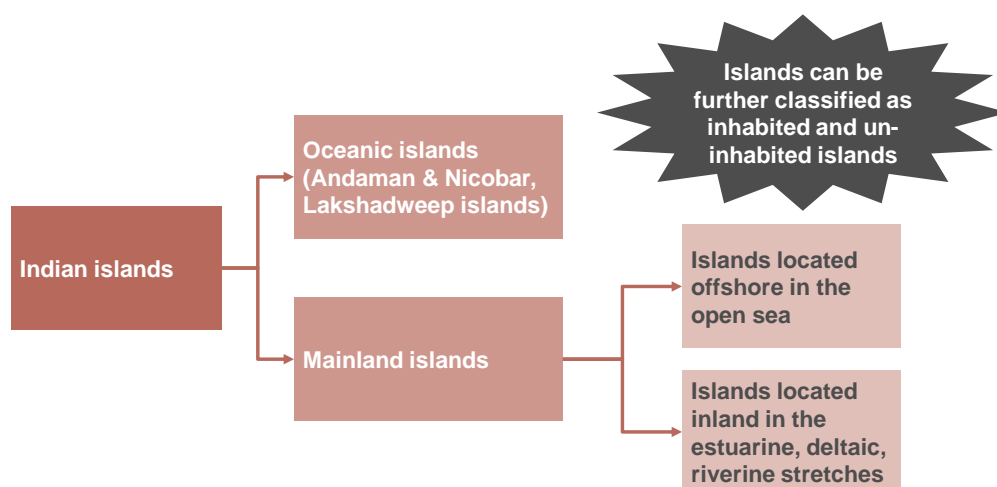 Islands can be
further classified as
inhabited and un-
inhabited islands
Oceanic islands
(Andaman & Nicobar,
Lakshadweep islands)
Indian islands
Islands located
offshore in the
open sea
Mainland islands
Islands located
inland in the
estuarine, deltaic,
riverine stretches